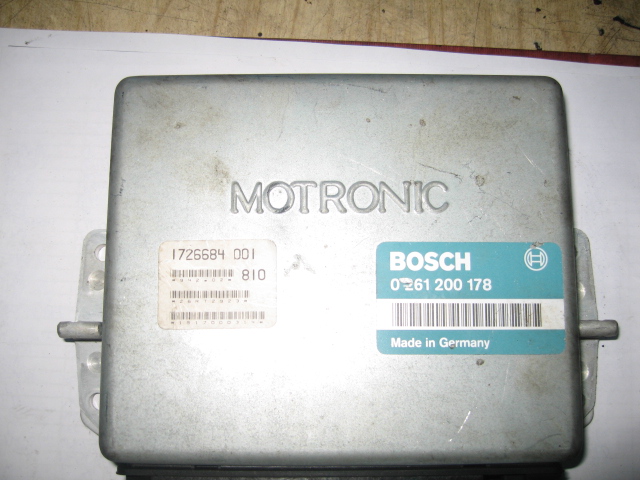 MOTRONIC
1726684 001
810
BOSCH
0 261 200 178
Made in Germany